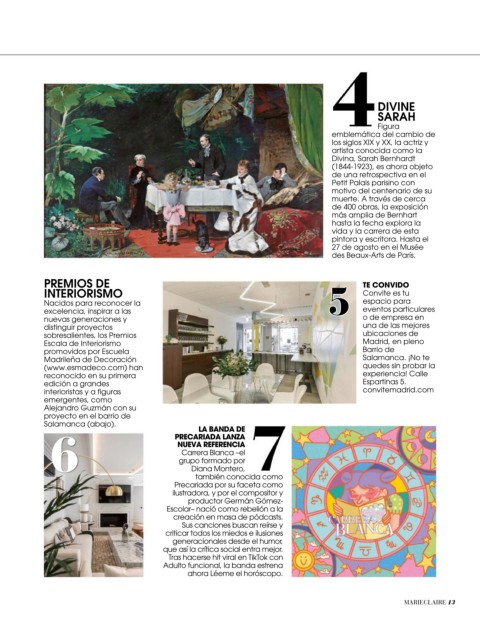 4
DIVINE
SARAH
Figura
emblemática del cambio de
los siglos XIX y XX, la actriz y
artista conocida como la
Divina, Sarah Bernhardt
(1844-1923), es ahora objeto
de una retrospectiva en el
Petit Palais parisino con
motivo del centenario de su
muerte. A través de cerca
de 400 obras, la exposición
más amplia de Bernhart
hasta la fecha explora la
vida y la carrera de esta
pintora y escritora. Hasta el
27 de agosto en el Musée
des Beaux-Arts de París.
PREMIOS DE
INTERIORISMO
Nacidos para reconocer la
excelencia, inspirar a las
nuevas generaciones y
distinguir proyectos
sobresalientes, los Premios
Escala de Interiorismo
promovidos por Escuela
Madrileña de Decoración
(www.esmadeco.com) han
reconocido en su primera
edición a grandes
interioristas y a figuras
emergentes, como
Alejandro Guzmán con su
proyecto en el barrio de
Salamanca (abajo).
5
TE CONVIDO
Convite es tu
espacio para
eventos particulares
o de empresa en
una de las mejores
ubicaciones de
Madrid, en pleno
Barrio de
Salamanca. ¡No te
quedes sin probar la
experiencia! Calle
Espartinas 5.
convitemadrid.com
6
LA BANDA DE
PRECARIADA LANZA
NUEVA REFERENCIA
7
Carrera Blanca –el
grupo formado por
Diana Montero,
también conocida como
Precariada por su faceta como
ilustradora, y por el compositor y
productor Germán Gómez-
Escolar– nació como rebelión a la
creación en masa de pódcasts.
Sus canciones buscan reírse y
criticar todos los miedos e ilusiones
generacionales desde el humor,
que así la crítica social entra mejor.
Tras hacerse hit viral en TikTok con
Adulto funcional, la banda estrena
ahora Léeme el horóscopo.
CARRERA
BLANCA
MARIECLAIRE 13